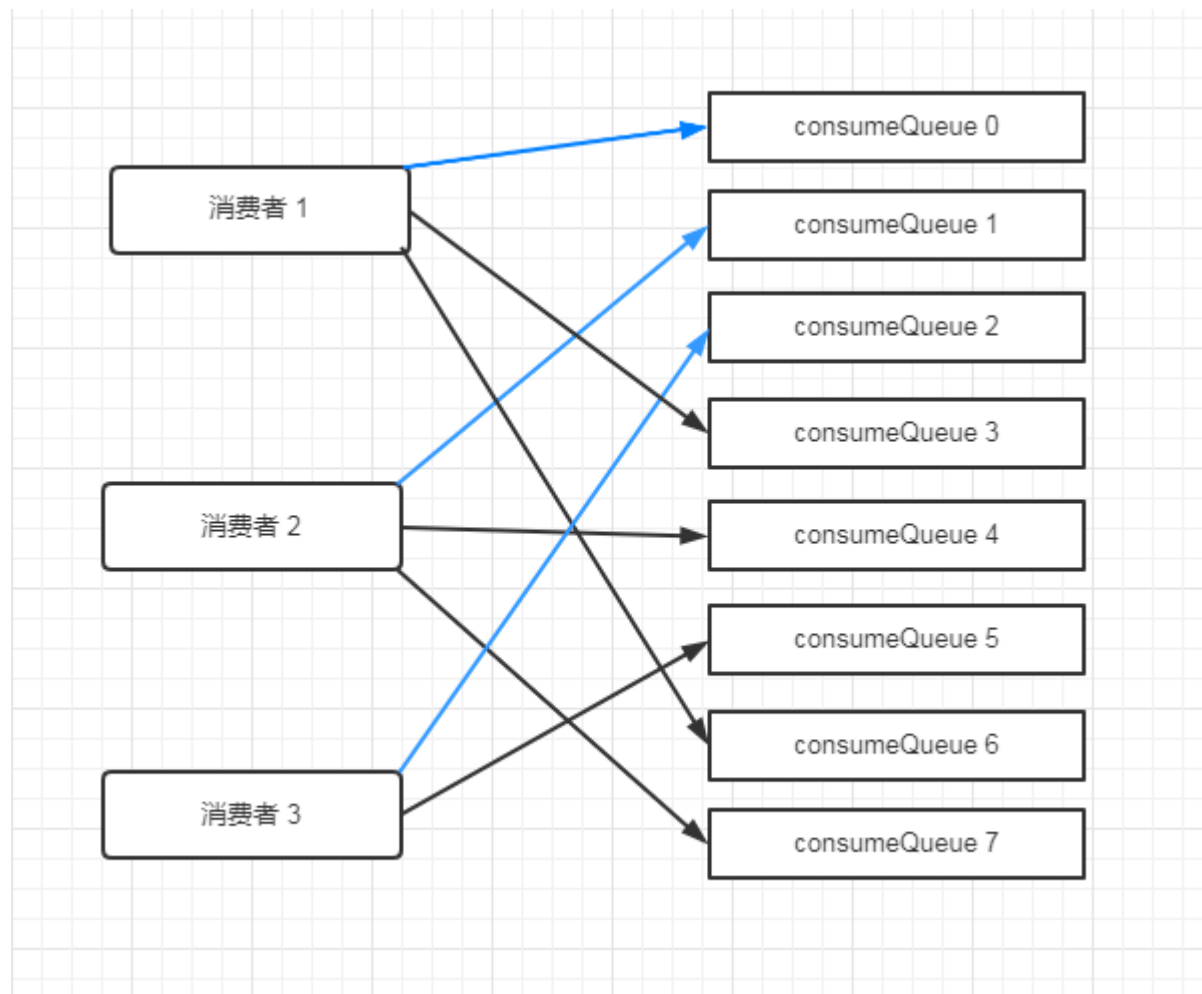 consumeQueue 0
消费者 1
consumeQueue 1
consumeQueue 2
consumeQueue 3
消费者 2
consumeQueue 4
consumeQueue 5
consumeQueue 6
消费者 3
consumeQueue 7